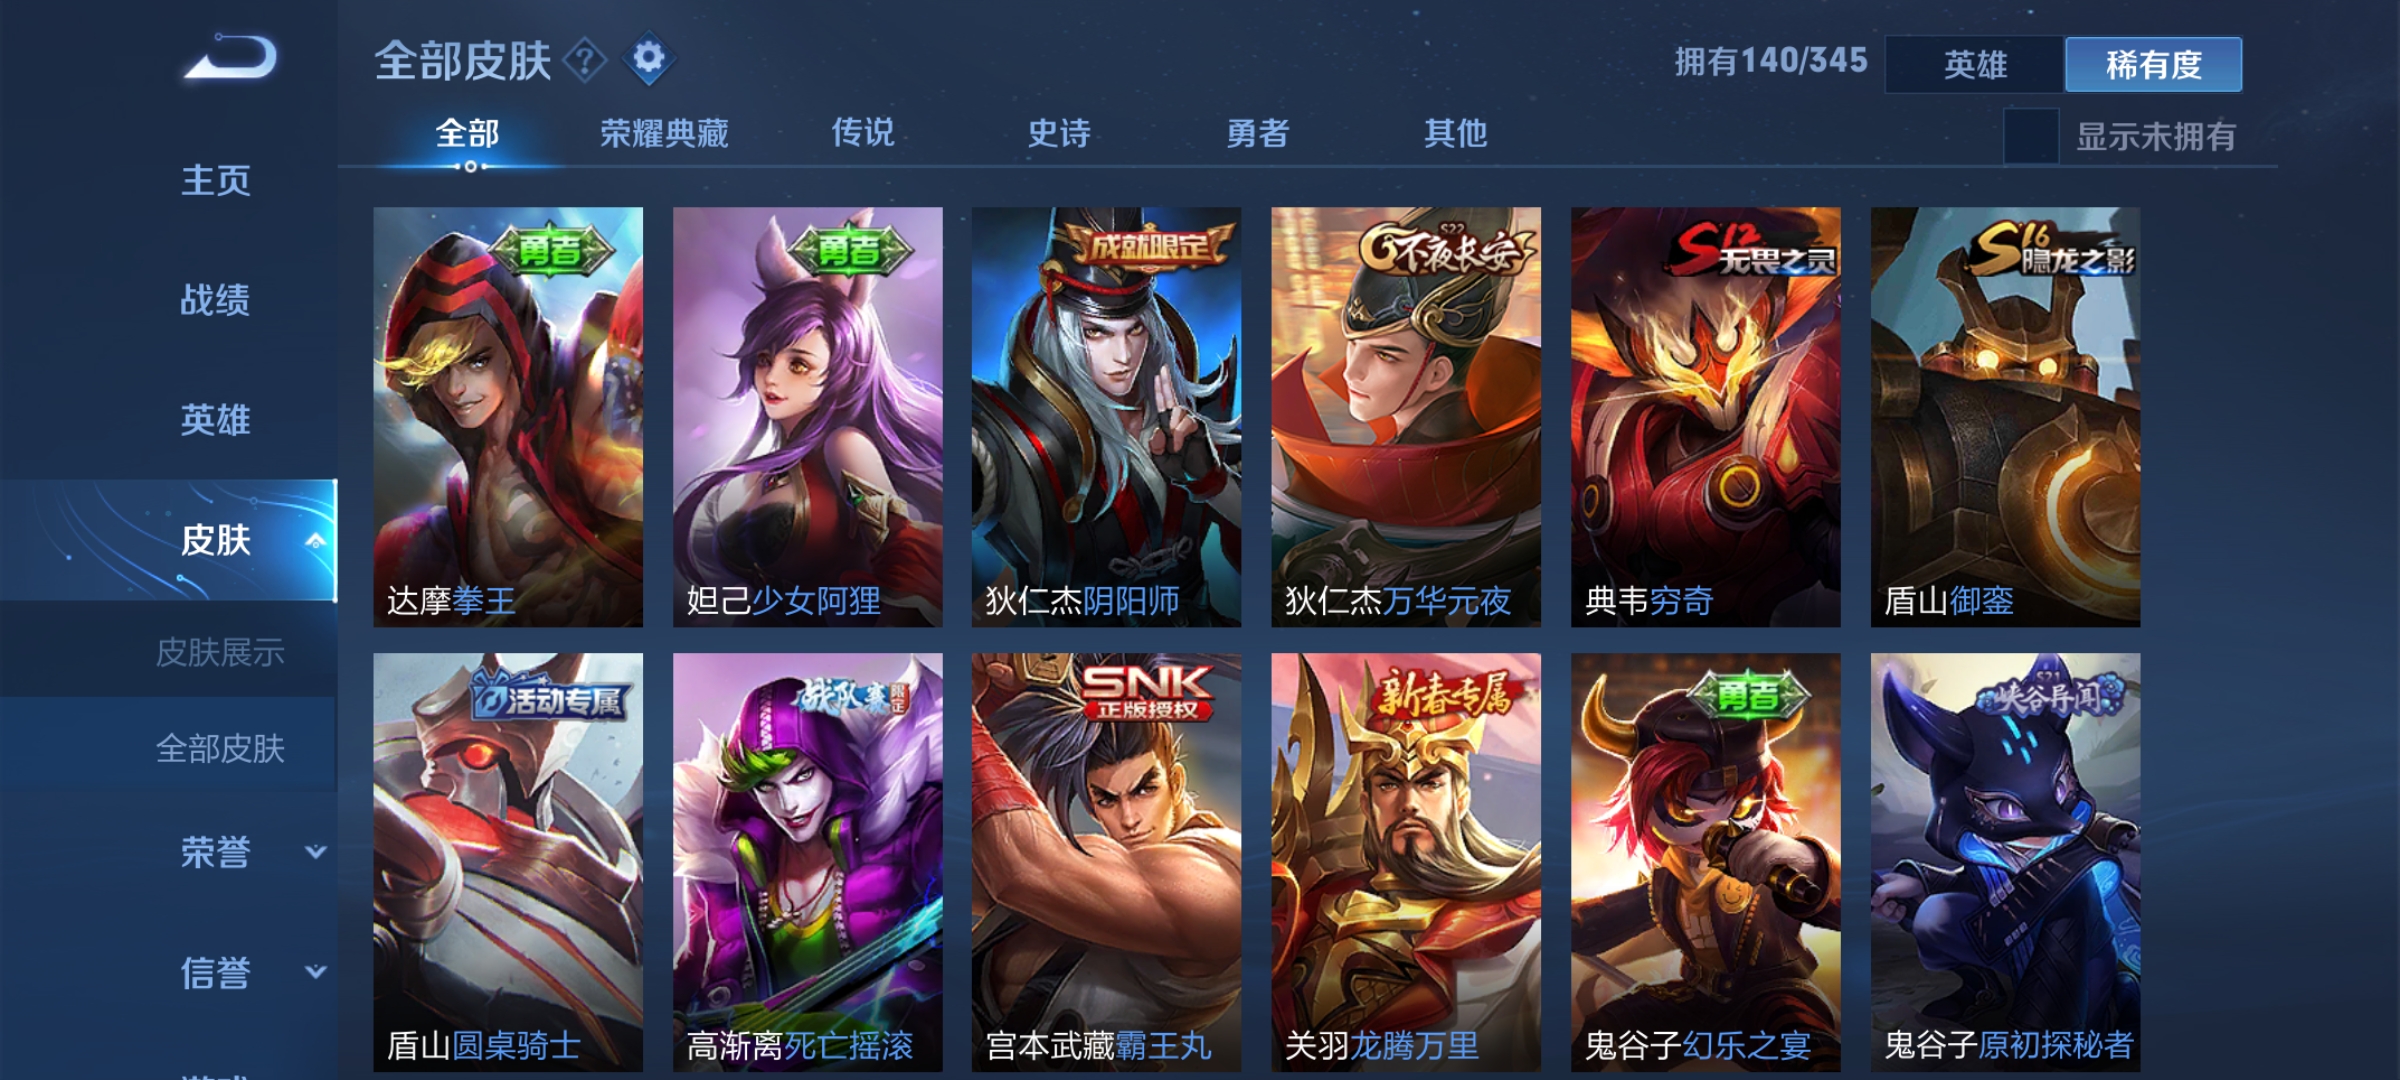 全部皮肤
拥有140/345
英雄
稀有度
全部
荣耀典藏
传说
史诗
勇者
其他
显示未拥有
主页
战绩
英雄
皮肤
皮肤展示
全部皮肤
荣誉
信誉
勇者
达摩拳王
勇者
妲己少女阿狸
成就限定
狄仁杰阴阳师
S22
不夜长安
狄仁杰万华元夜
S12
无畏之灵
典韦穷奇
S16
隐龙之影
盾山御銮
活动专属
盾山圆桌骑士
战队赛限定
高渐离死亡摇滚
SNK
正版授权
宫本武藏霸王丸
新春专属
关羽龙腾万里
勇者
鬼谷子幻乐之宴
S21
峡谷异闻
鬼谷子原初探秘者